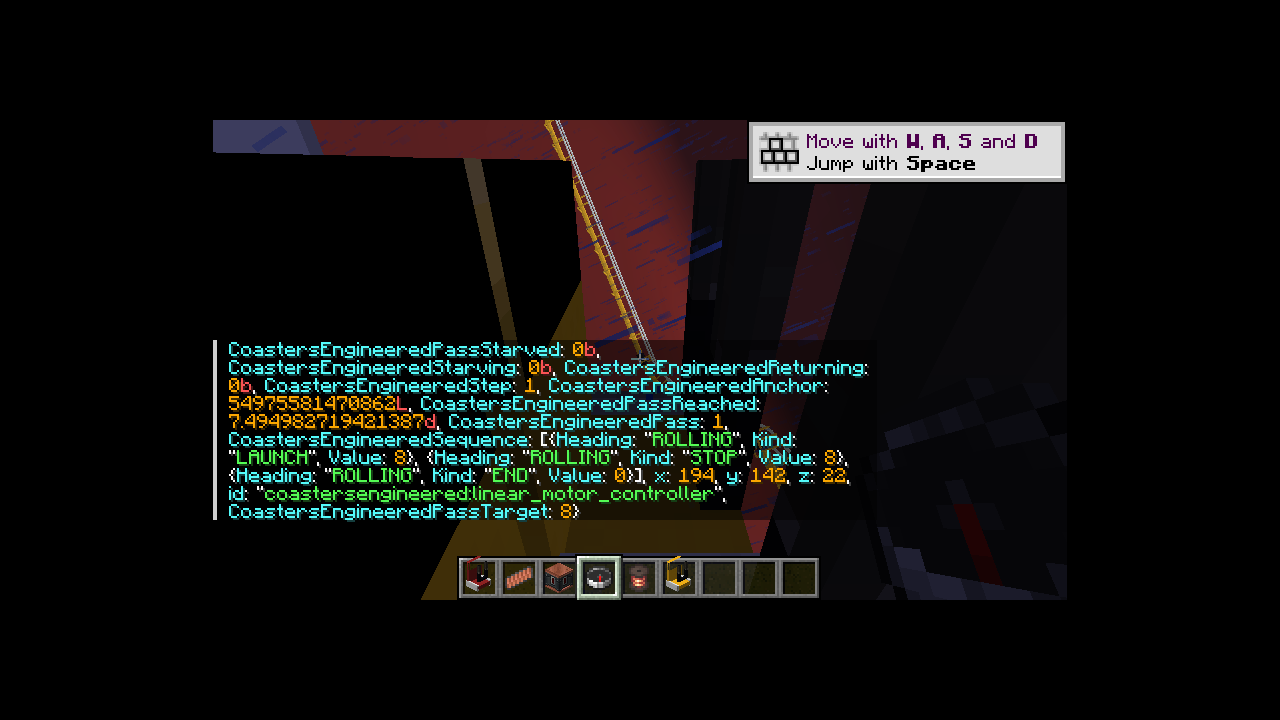 Move with W, A, S and D
Jump with Space
CoastersEngineeredPassStarved: 0b,
CoastersEngineeredStarving: 0b, CoastersEngineeredReturning:
0b, CoastersEngineeredStep: 1, CoastersEngineeredAnchor:
54975581470862L, CoastersEngineeredPassReached:
7.494982719421387d, CoastersEngineeredPass: 1,
CoastersEngineeredSequence: [{Heading: "ROLLING", Kind:
"LAUNCH", Value: 8}, {Heading: "ROLLING", Kind: "STOP", Value: 8},
{Heading: "ROLLING", Kind: "END", Value: 0}], x: 194, y: 142, z: 22,
id: "coastersengineered:linear_motor_controller",
CoastersEngineeredPassTarget: 8}